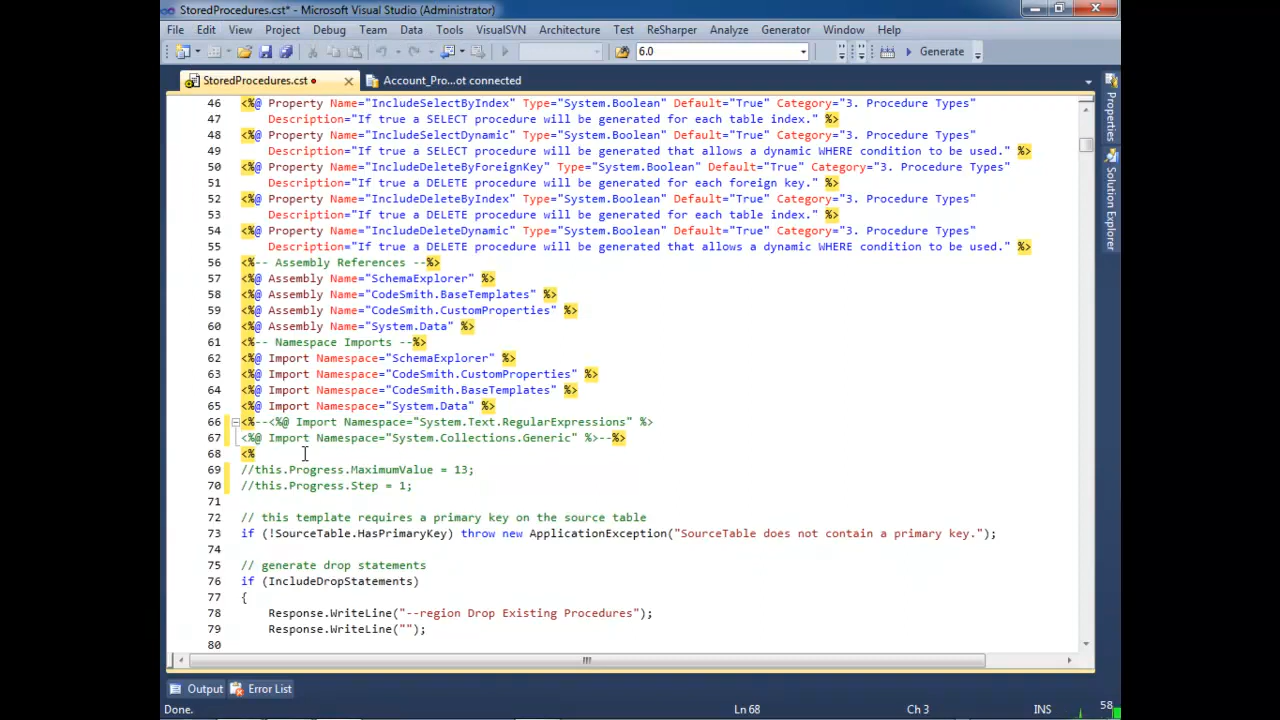 StoredProcedures.cst* - Microsoft Visual Studio (Administrator)
File Edit View Project Debug Team Data Tools VisualSVN Architecture Test ReSharper Analyze Generator Window Help
6.0 Generate
StoredProcedures.cst Account_Pro...ot connected
46 <%@ Property Name="IncludeSelectByIndex" Type="System.Boolean" Default="True" Category="3. Procedure Types"
47 Description="If true a SELECT procedure will be generated for each table index." %>
48 <%@ Property Name="IncludeSelectDynamic" Type="System.Boolean" Default="True" Category="3. Procedure Types"
49 Description="If true a SELECT procedure will be generated that allows a dynamic WHERE condition to be used." %>
50 <%@ Property Name="IncludeDeleteByForeignKey" Type="System.Boolean" Default="True" Category="3. Procedure Types"
51 Description="If true a DELETE procedure will be generated for each foreign key." %>
52 <%@ Property Name="IncludeDeleteByIndex" Type="System.Boolean" Default="True" Category="3. Procedure Types"
53 Description="If true a DELETE procedure will be generated for each table index." %>
54 <%@ Property Name="IncludeDeleteDynamic" Type="System.Boolean" Default="True" Category="3. Procedure Types"
55 Description="If true a DELETE procedure will be generated that allows a dynamic WHERE condition to be used." %>
56 <%-- Assembly References --%>
57 <%@ Assembly Name="SchemaExplorer" %>
58 <%@ Assembly Name="CodeSmith.BaseTemplates" %>
59 <%@ Assembly Name="CodeSmith.CustomProperties" %>
60 <%@ Assembly Name="System.Data" %>
61 <%-- Namespace Imports --%>
62 <%@ Import Namespace="SchemaExplorer" %>
63 <%@ Import Namespace="CodeSmith.CustomProperties" %>
64 <%@ Import Namespace="CodeSmith.BaseTemplates" %>
65 <%@ Import Namespace="System.Data" %>
66 <%--<%@ Import Namespace="System.Text.RegularExpressions" %>
67 <%@ Import Namespace="System.Collections.Generic" %>--%>
68 <%
69 //this.Progress.MaximumValue = 13;
70 //this.Progress.Step = 1;
71
72 // this template requires a primary key on the source table
73 if (!SourceTable.HasPrimaryKey) throw new ApplicationException("SourceTable does not contain a primary key.");
74
75 // generate drop statements
76 if (IncludeDropStatements)
77 {
78 Response.WriteLine("--region Drop Existing Procedures");
79 Response.WriteLine("");
80
Properties
Solution Explorer
Output Error List
Done. Ln 68 Ch 3 INS 58